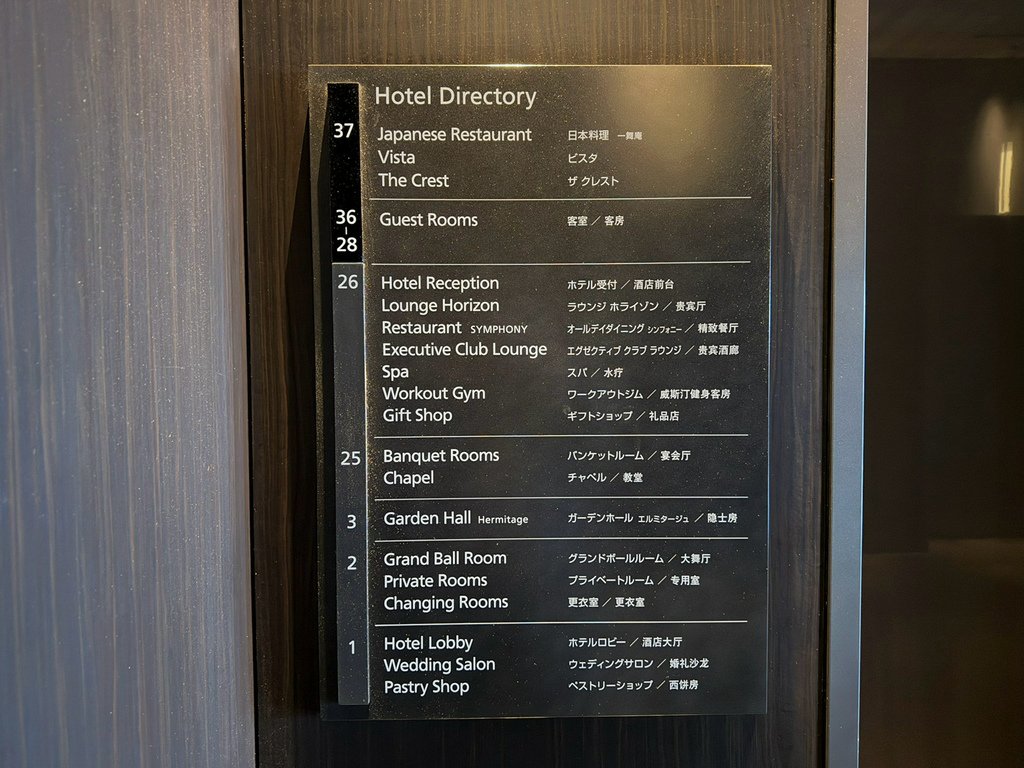 Hotel Directory
37 Japanese Restaurant 日本料理 一舞庵
Vista ビスタ
The Crest ザ クレスト
36-28 Guest Rooms 客室 / 客房
26 Hotel Reception ホテル受付 / 酒店前台
Lounge Horizon ラウンジ ホライゾン / 贵宾厅
Restaurant SYMPHONY オールデイダイニング シンフォニー / 精致餐厅
Executive Club Lounge エグゼクティブ クラブ ラウンジ / 贵宾酒廊
Spa スパ / 水疗
Workout Gym ワークアウトジム / 威斯汀健身客房
Gift Shop ギフトショップ / 礼品店
25 Banquet Rooms バンケットルーム / 宴会厅
Chapel チャペル / 教堂
3 Garden Hall Hermitage ガーデンホール エルミタージュ / 隐士房
2 Grand Ball Room グランドボールルーム / 大舞厅
Private Rooms プライベートルーム / 专用室
Changing Rooms 更衣室 / 更衣室
1 Hotel Lobby ホテルロビー / 酒店大厅
Wedding Salon ウェディングサロン / 婚礼沙龙
Pastry Shop ペストリーショップ / 西饼房